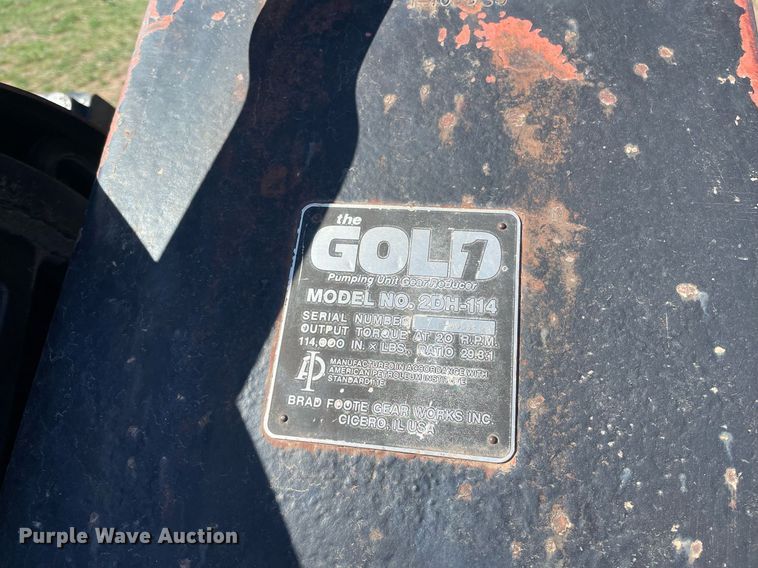 the
GOLD 1
Pumping Unit Gear Reducer
MODEL NO. 2DH-114
SERIAL NUMBER
OUTPUT TORQUE AT 20 R.P.M.
114,000 IN. x LBS., RATIO 29.3:1
API
MANUFACTURED IN ACCORDANCE WITH
AMERICAN PETROLEUM INSTITUTE
STANDARD 11E
BRAD FOOTE GEAR WORKS INC.
CICERO, IL USA
Purple Wave Auction